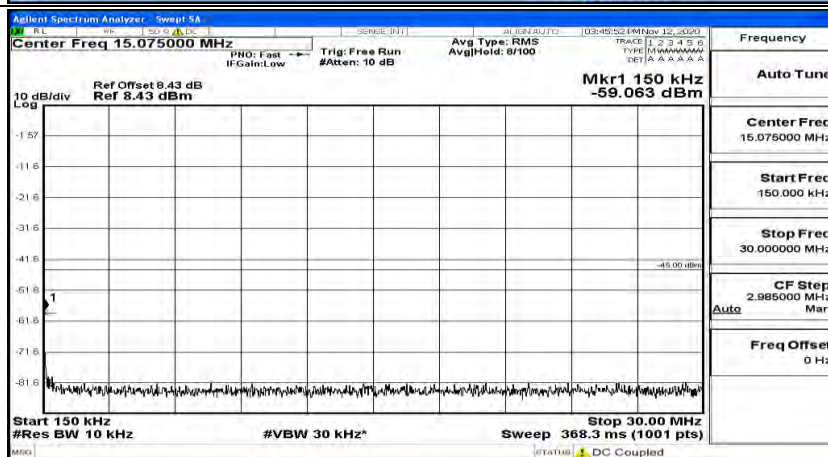 Agilent Spectrum Analyzer - Swept SA
RL RF 50 Ω DC SENSE:INT ALIGN AUTO 03:45:52 PM Nov 12, 2020
Center Freq 15.075000 MHz
PNO: Fast
IFGain:Low
Trig: Free Run
#Atten: 10 dB
Avg Type: RMS
Avg|Hold: 8/100
TRACE 1 2 3 4 5 6
TYPE MWWWWW
DET A A A A A A
Ref Offset 8.43 dB
Ref 8.43 dBm
10 dB/div
Log
Mkr1 150 kHz
-59.063 dBm
-1.57
-11.6
-21.6
-31.6
-41.6
-45.00 dBm
-51.6
1
-61.6
-71.6
-81.6
Start 150 kHz
#Res BW 10 kHz
#VBW 30 kHz*
Stop 30.00 MHz
Sweep 368.3 ms (1001 pts)
MSG
STATUS DC Coupled
Frequency
Auto Tune
Center Freq
15.075000 MHz
Start Freq
150.000 kHz
Stop Freq
30.000000 MHz
CF Step
2.985000 MHz
Auto Man
Freq Offset
0 Hz